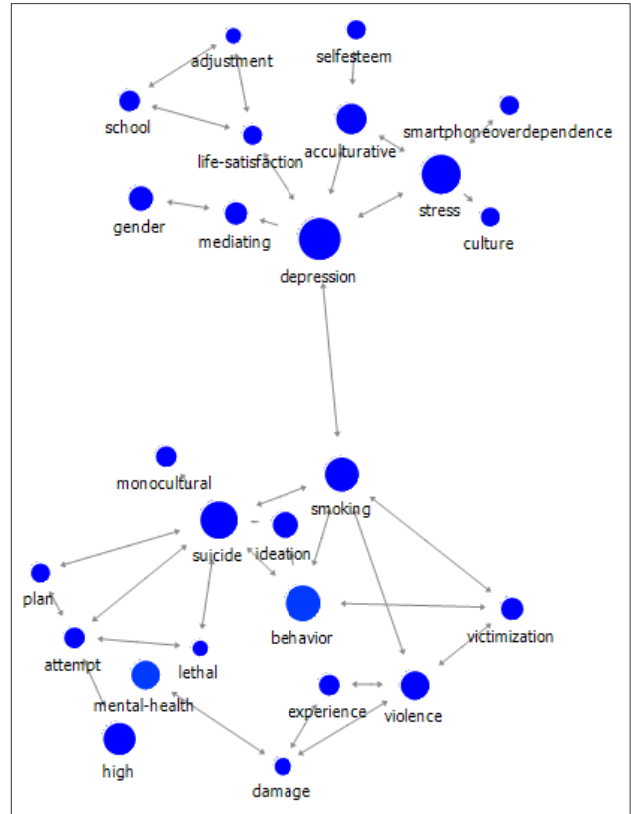 adjustment
selfesteem
school
smartphoneoverdependence
life-satisfaction
acculturative
stress
gender
mediating
culture
depression
monocultural
smoking
suicide
ideation
plan
behavior
victimization
attempt
lethal
mental-health
experience
violence
high
damage